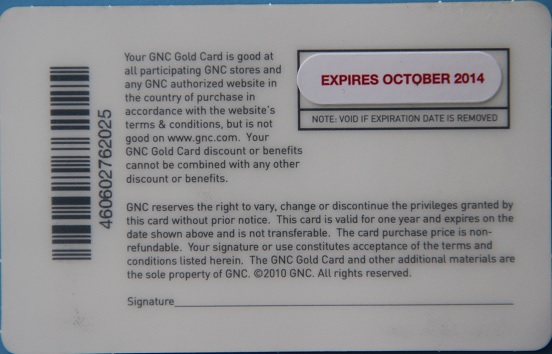 Your GNC Gold Card is good at
all participating GNC stores and
any GNC authorized website in
the country of purchase in
accordance with the website's
terms & conditions, but is not
good on www.gnc.com. Your
GNC Gold Card discount or benefits
cannot be combined with any other
discount or benefits.
EXPIRES OCTOBER 2014
NOTE: VOID IF EXPIRATION DATE IS REMOVED
460602762025
GNC reserves the right to vary, change or discontinue the privileges granted by
this card without prior notice. This card is valid for one year and expires on the
date shown above and is not transferable. The card purchase price is non-
refundable. Your signature or use constitutes acceptance of the terms and
conditions listed herein. The GNC Gold Card and other additional materials are
the sole property of GNC. ©2010 GNC. All rights reserved.
Signature